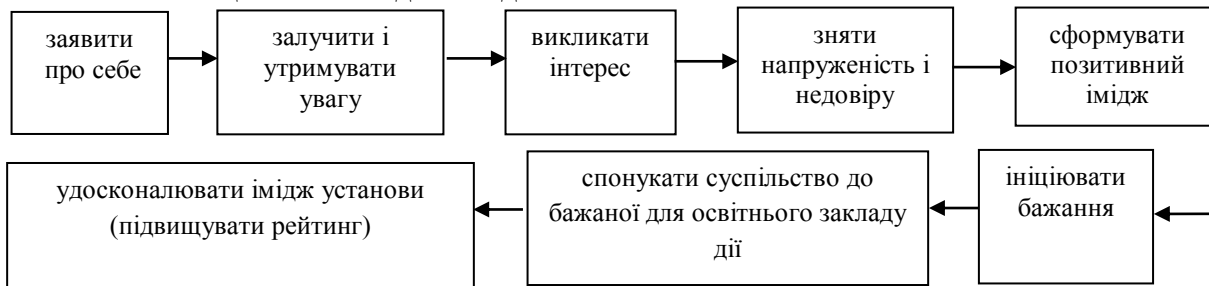 заявити
про себе
залучити і
утримувати
увагу
викликати
інтерес
зняти
напруженість і
недовіру
сформувати
позитивний
імідж
ініціювати
бажання
спонукати суспільство до
бажаної для освітнього закладу
дії
удосконалювати імідж установи
(підвищувати рейтинг)